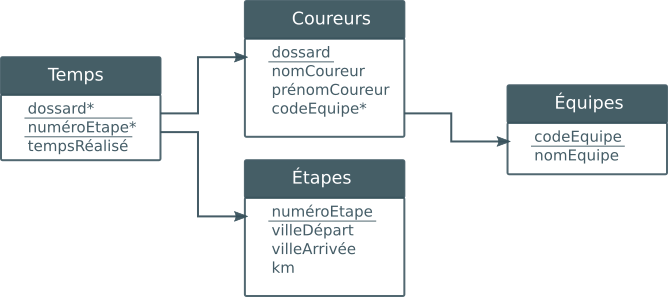 Temps
dossard*
numéroEtape*
tempsRéalisé
Coureurs
dossard
nomCoureur
prénomCoureur
codeEquipe*
Étapes
numéroEtape
villeDépart
villeArrivée
km
Équipes
codeEquipe
nomEquipe